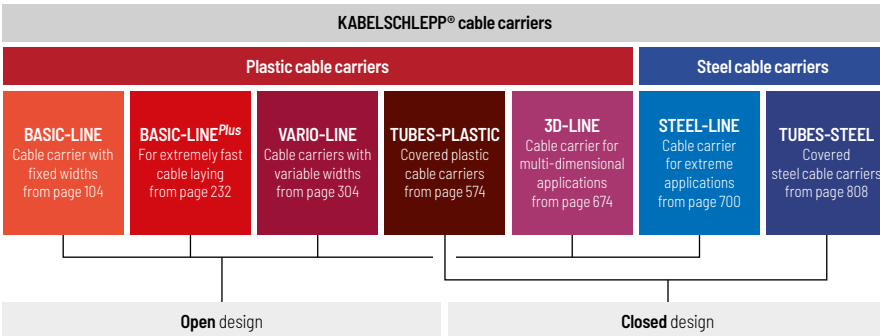 KABELSCHLEPP® cable carriers
Plastic cable carriers
Steel cable carriers
BASIC-LINE
Cable carrier with
fixed widths
from page 104
BASIC-LINEPlus
For extremely fast
cable laying
from page 232
VARIO-LINE
Cable carriers with
variable widths
from page 304
TUBES-PLASTIC
Covered plastic
cable carriers
from page 574
3D-LINE
Cable carrier for
multi-dimensional
applications
from page 674
STEEL-LINE
Cable carrier
for extreme
applications
from page 700
TUBES-STEEL
Covered
steel cable carriers
from page 808
Open design
Closed design